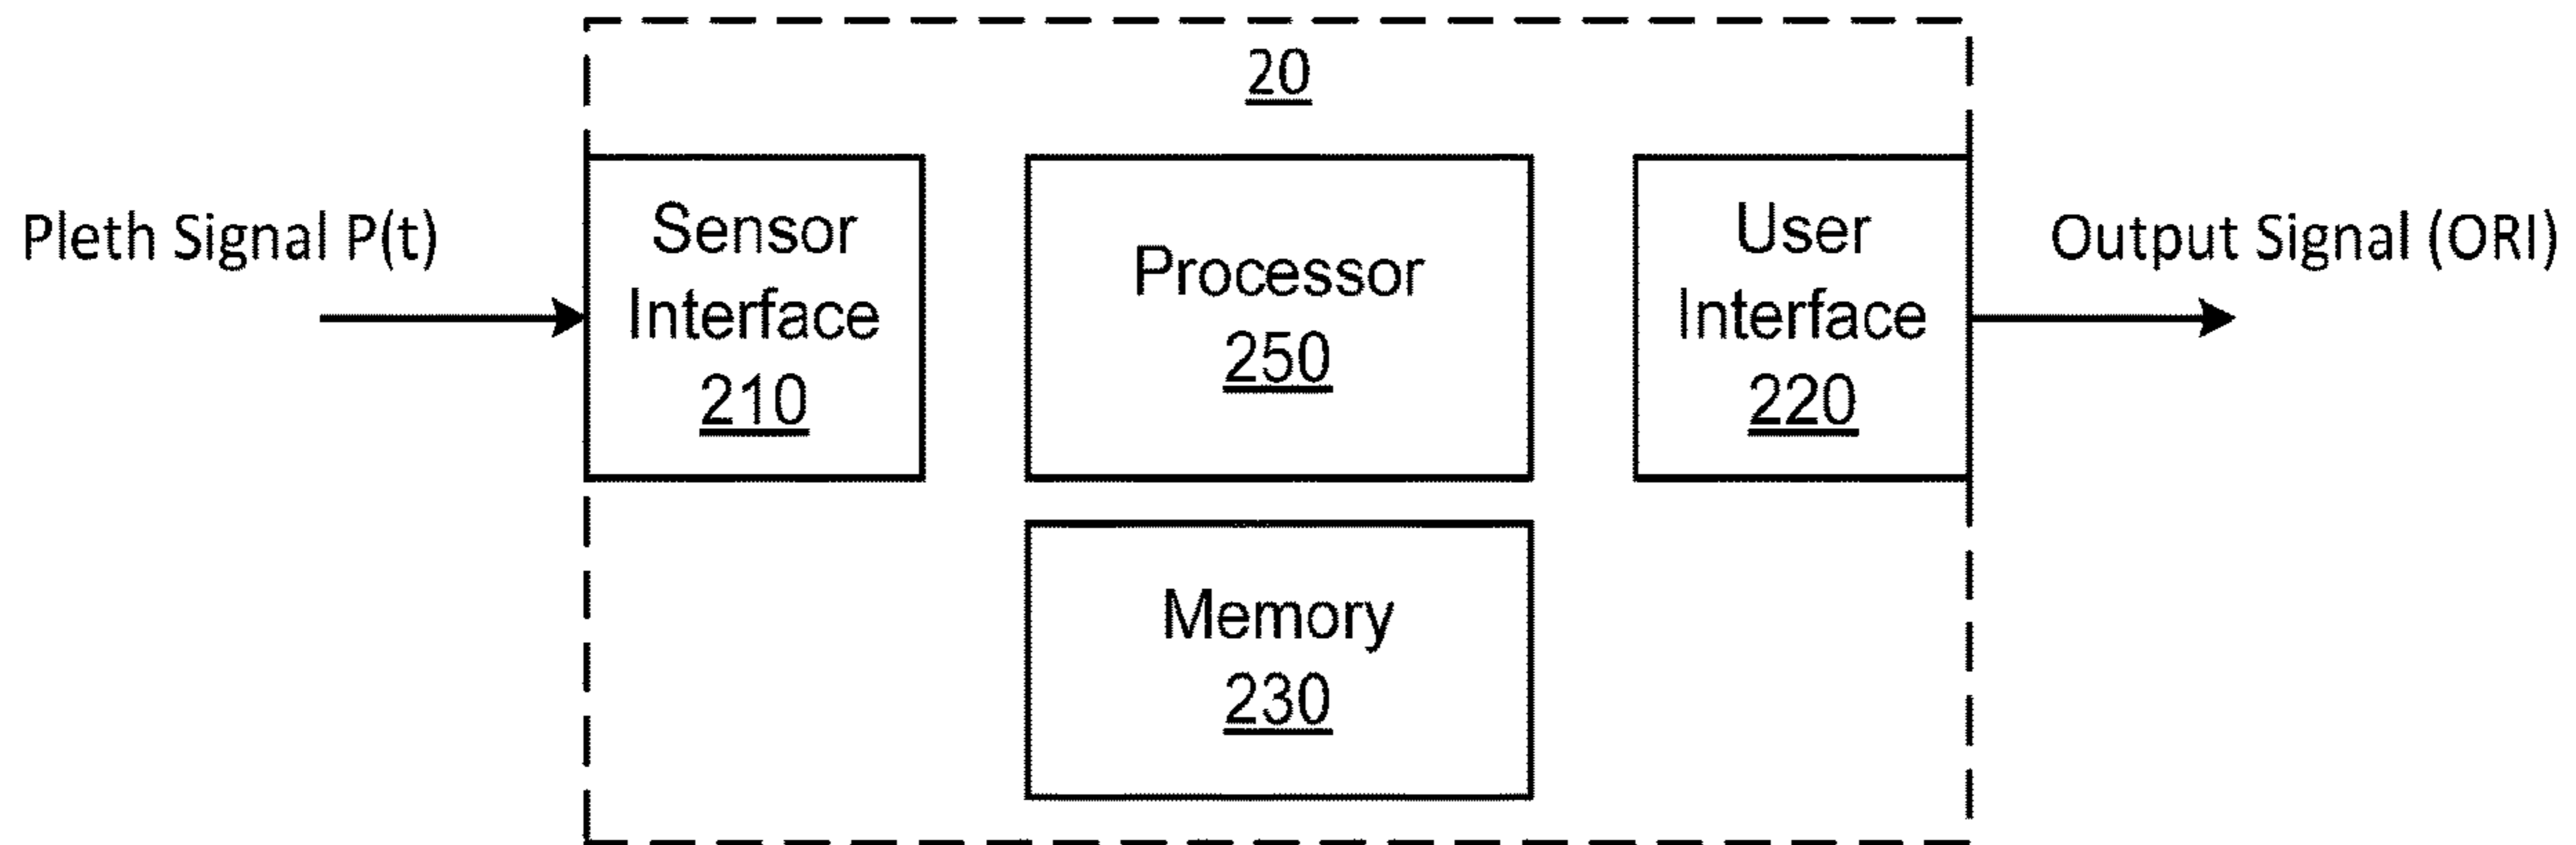 20
Pleth Signal P(t)
Sensor
Interface
210
Processor
250
User
Interface
220
Output Signal (ORI)
Memory
230